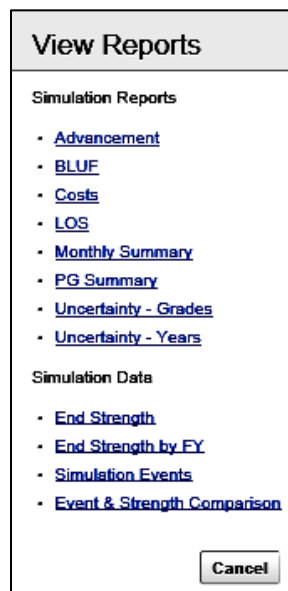 View Reports
Simulation Reports
Advancement
BLUF
Costs
LOS
Monthly Summary
PG Summary
Uncertainty - Grades
Uncertainty - Years
Simulation Data
End Strength
End Strength by FY
Simulation Events
Event & Strength Comparison
Cancel